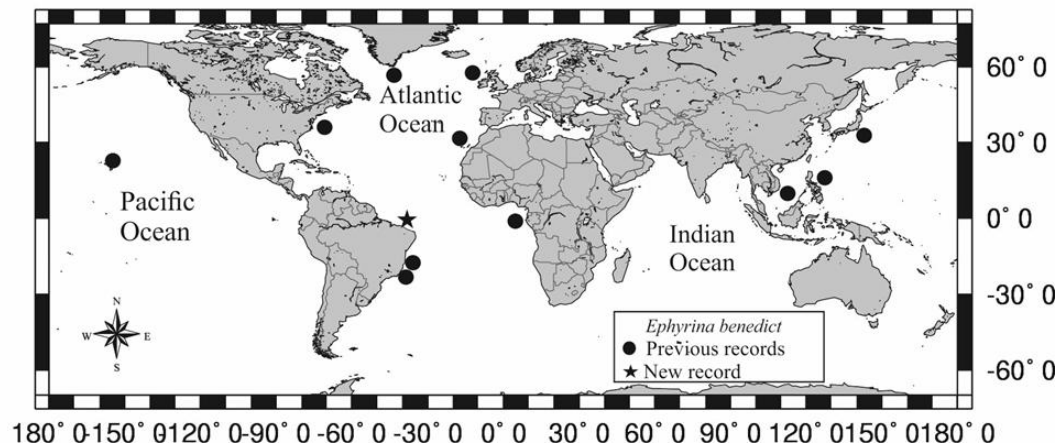 Atlantic
Ocean
Pacific
Ocean
Indian
Ocean
N
W E
S
Ephyrina benedict
Previous records
New record
60° 0
30° 0
0° 0
-30° 0
-60° 0
180° 0-150° 0-120° 0-90° 0 -60 0 -30° 0 0° 0 30° 0 60° 0 90° 0 120° 0150° 0180° 0